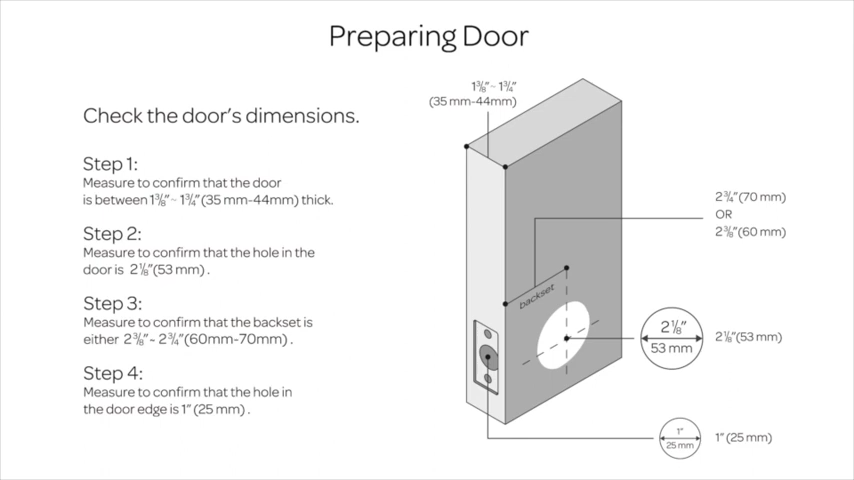 Preparing Door
Check the door's dimensions.
Step 1:
Measure to confirm that the door
is between 1⅜"~ 1¾"(35 mm-44mm) thick.
Step 2:
Measure to confirm that the hole in the
door is 2⅛"(53 mm).
Step 3:
Measure to confirm that the backset is
either 2⅜"~ 2¾"(60mm-70mm).
Step 4:
Measure to confirm that the hole in
the door edge is 1"(25 mm).
1⅜"~ 1¾"
(35 mm-44mm)
2¾"(70 mm)
OR
2⅜"(60 mm)
backset
2⅛"
53 mm
2⅛"(53 mm)
1"
25 mm
1"(25 mm)